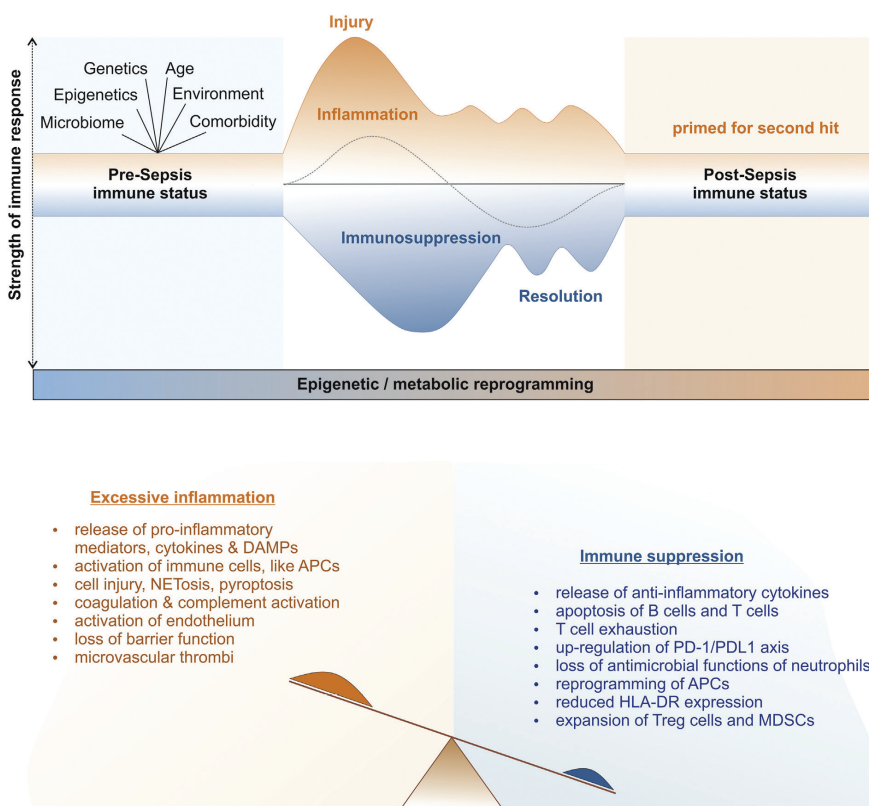 Injury
Genetics
Age
Epigenetics
Environment
Microbiome
Comorbidity
Inflammation
primed for second hit
Pre-Sepsis
immune status
Post-Sepsis
immune status
Strength of immune response
Immunosuppression
Resolution
Epigenetic / metabolic reprogramming
Excessive inflammation
• release of pro-inflammatory
mediators, cytokines & DAMPs
• activation of immune cells, like APCs
• cell injury, NETosis, pyroptosis
• coagulation & complement activation
• activation of endothelium
• loss of barrier function
• microvascular thrombi
Immune suppression
• release of anti-inflammatory cytokines
• apoptosis of B cells and T cells
• T cell exhaustion
• up-regulation of PD-1/PDL1 axis
• loss of antimicrobial functions of neutrophils
• reprogramming of APCs
• reduced HLA-DR expression
• expansion of Treg cells and MDSCs